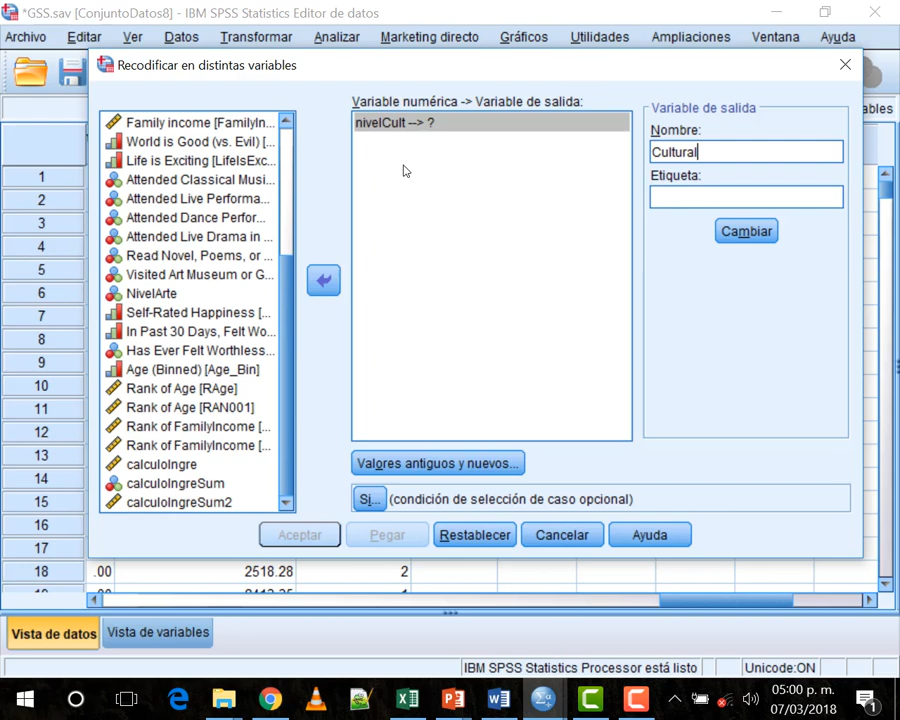 *GSS.sav [ConjuntoDatos8] - IBM SPSS Statistics Editor de datos
Archivo Editar Ver Datos Transformar Analizar Marketing directo Gráficos Utilidades Ampliaciones Ventana Ayuda
Recodificar en distintas variables
Family income [FamilyIn...
World is Good (vs. Evil) [...
Life is Exciting [LifeIsExc...
Attended Classical Musi...
Attended Live Performa...
Attended Dance Perfor...
Attended Live Drama in ...
Read Novel, Poems, or ...
Visited Art Museum or G...
NivelArte
Self-Rated Happiness [...
In Past 30 Days, Felt Wo...
Has Ever Felt Worthless...
Age (Binned) [Age_Bin]
Rank of Age [RAge]
Rank of Age [RAN001]
Rank of FamilyIncome [...
Rank of FamilyIncome [...
calculoIngre
calculoIngreSum
calculoIngreSum2
Variable numérica -> Variable de salida:
nivelCult --> ?
Variable de salida
Nombre:
Cultural
Etiqueta:
Cambiar
Valores antiguos y nuevos...
Si... (condición de selección de caso opcional)
Aceptar Pegar Restablecer Cancelar Ayuda
ables
1
2
3
4
5
6
7
8
9
10
11
12
13
14
15
16
17
18 .00 2518.28 2
Vista de datos Vista de variables
IBM SPSS Statistics Processor está listo Unicode:ON
05:00 p. m.
07/03/2018
1